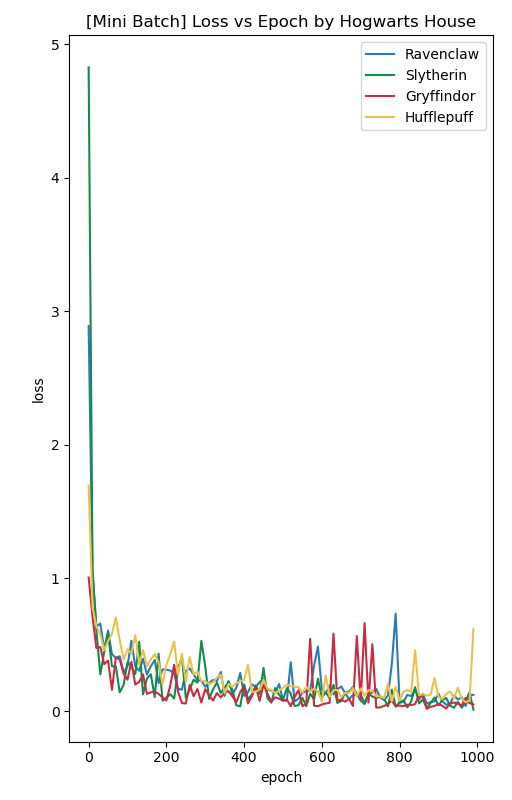 [Mini Batch] Loss vs Epoch by Hogwarts House
5
Ravenclaw
Slytherin
Gryffindor
Hufflepuff
4
3
loss
2
1
0
0 200 400 600 800 1000
epoch